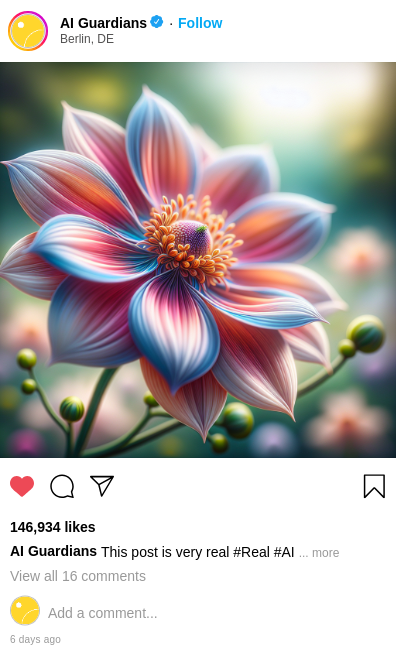 AI Guardians · Follow
Berlin, DE
146,934 likes
AI Guardians This post is very real #Real #AI ... more
View all 16 comments
Add a comment...
6 days ago